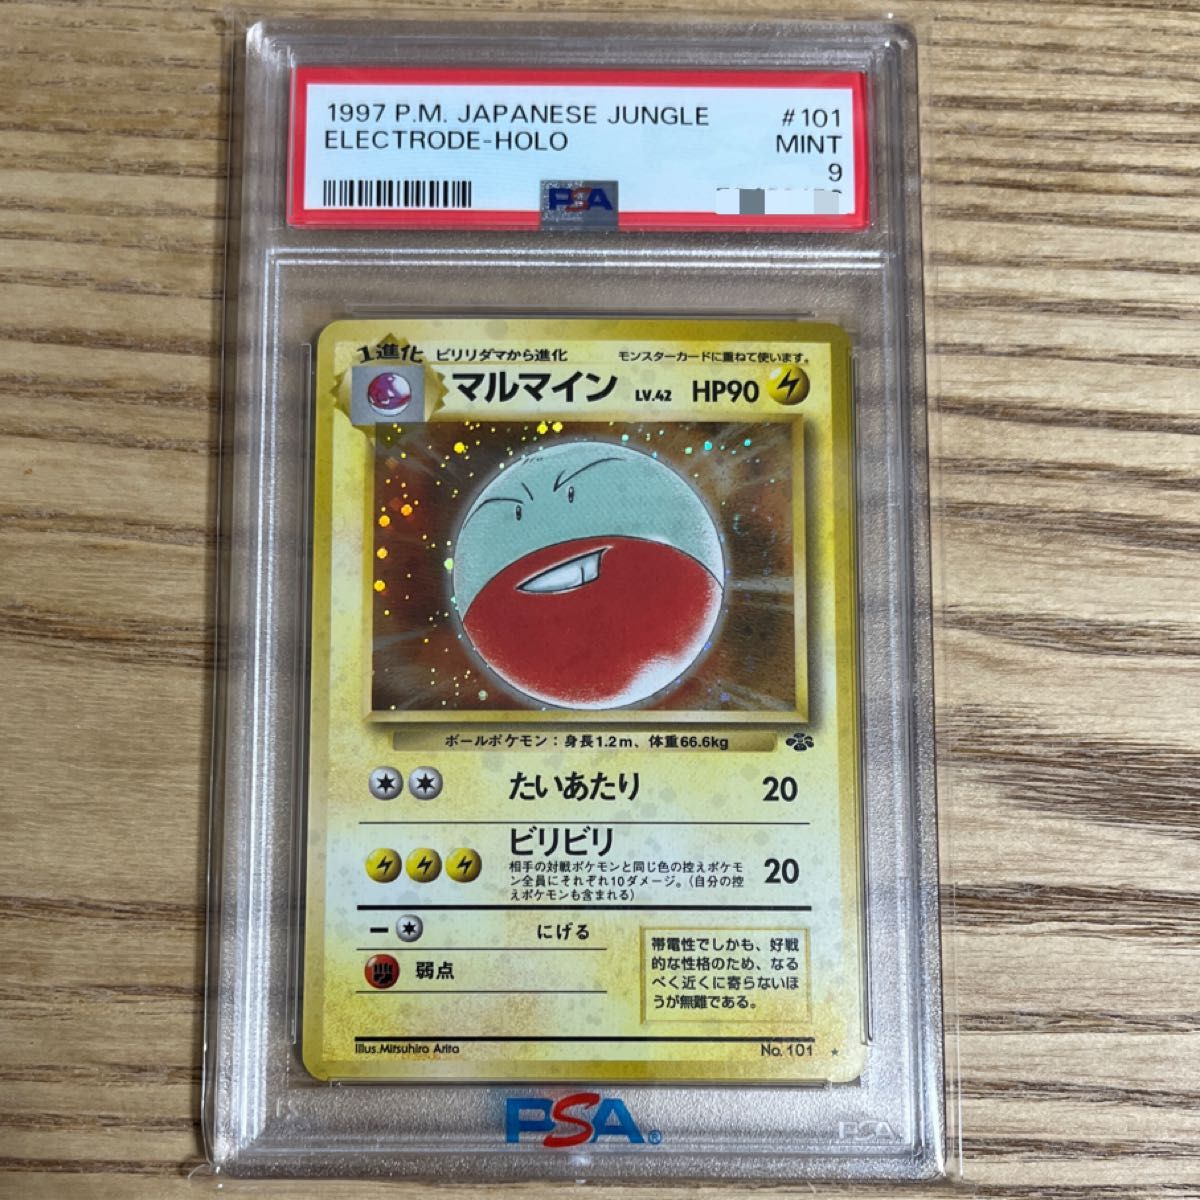 1997 P.M. JAPANESE JUNGLE #101
ELECTRODE-HOLO MINT
9
PSA
1進化 ビリリダマから進化 モンスターカードに重ねて使います。
マルマイン LV.42 HP90
ボールポケモン：身長1.2m、体重66.6kg
たいあたり 20
ビリビリ
相手の対戦ポケモンと同じ色の控えポケモ
ン全員にそれぞれ10ダメージ。（自分の控
えポケモンも含まれる）
20
にげる
弱点
帯電性でしかも、好戦
的な性格のため、なる
べく近くに寄らないほ
うが無難である。
Illus.Mitsuhiro Arita No.101 ★
PSA®
PSA